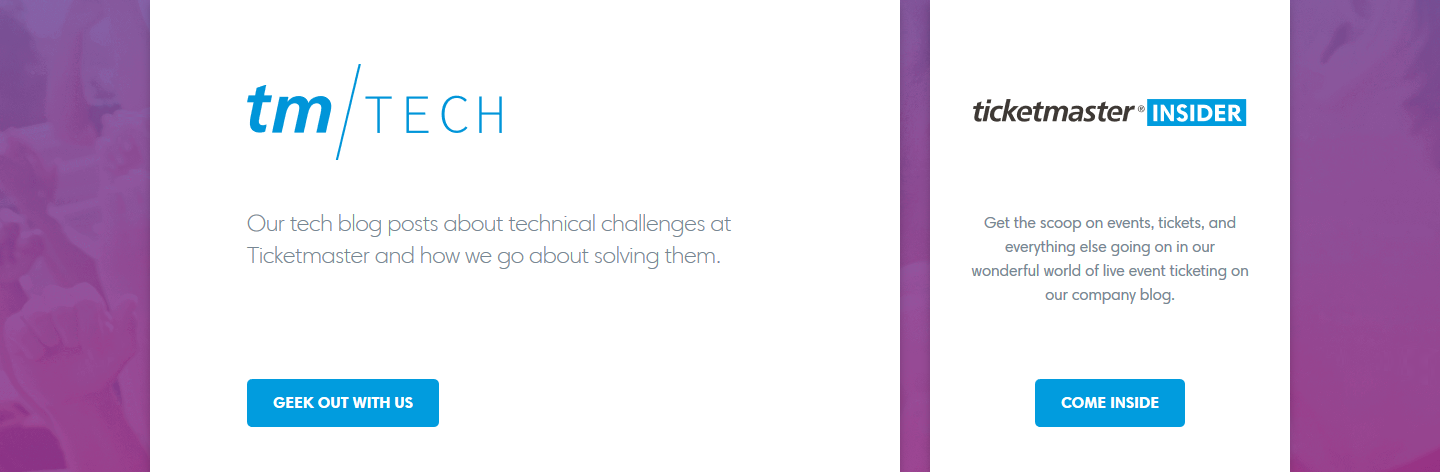 tm/TECH
Our tech blog posts about technical challenges at
Ticketmaster and how we go about solving them.
GEEK OUT WITH US
ticketmaster® INSIDER
Get the scoop on events, tickets, and
everything else going on in our
wonderful world of live event ticketing on
our company blog.
COME INSIDE